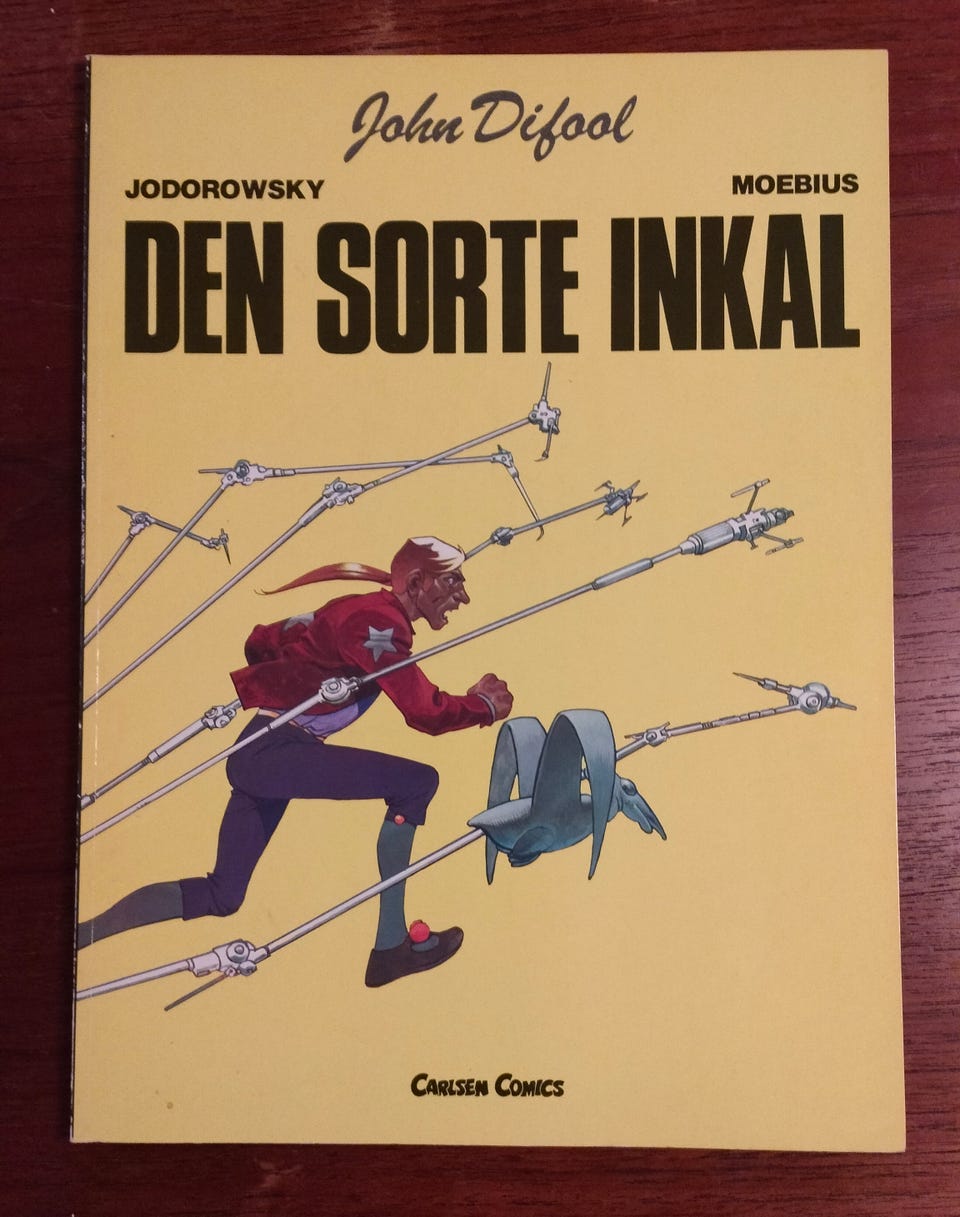 John Difool
JODOROWSKY MOEBIUS
DEN SORTE INKAL
CARLSEN COMICS